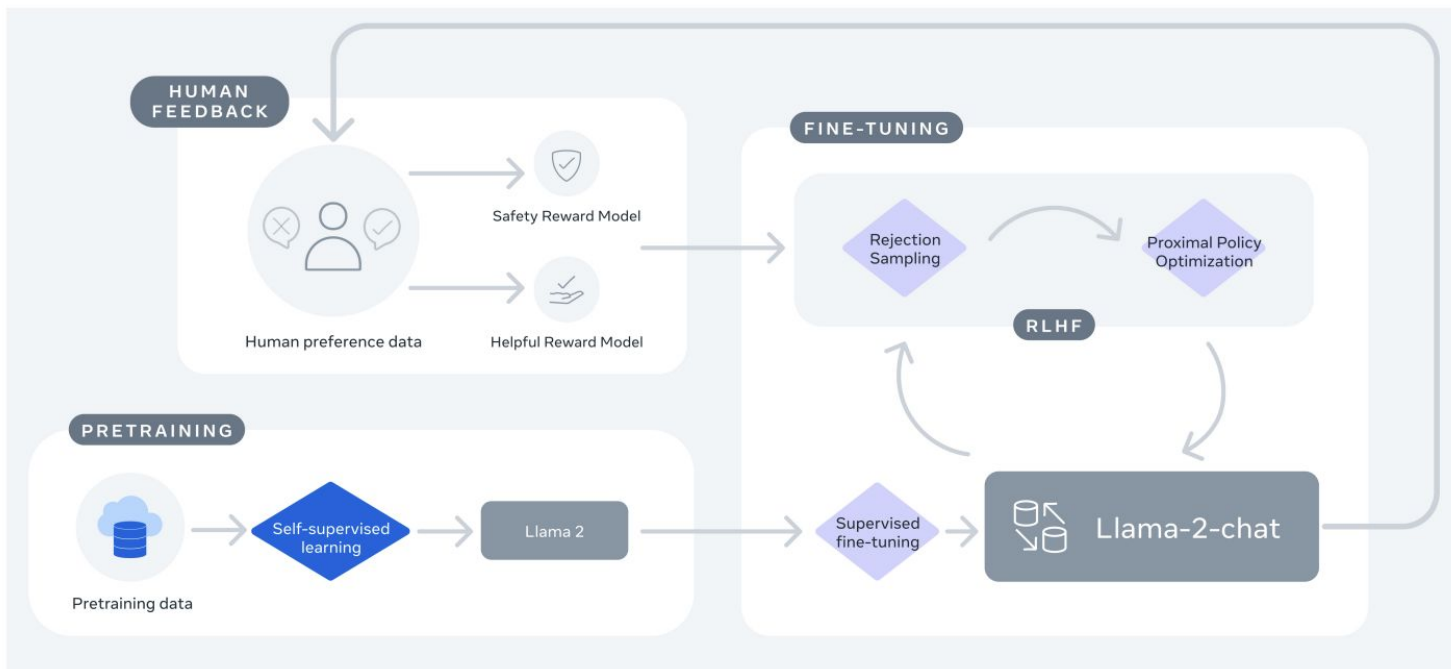 HUMAN
FEEDBACK
Safety Reward Model
Human preference data
Helpful Reward Model
FINE-TUNING
Rejection
Sampling
Proximal Policy
Optimization
RLHF
PRETRAINING
Pretraining data
Self-supervised
learning
Llama 2
Supervised
fine-tuning
Llama-2-chat